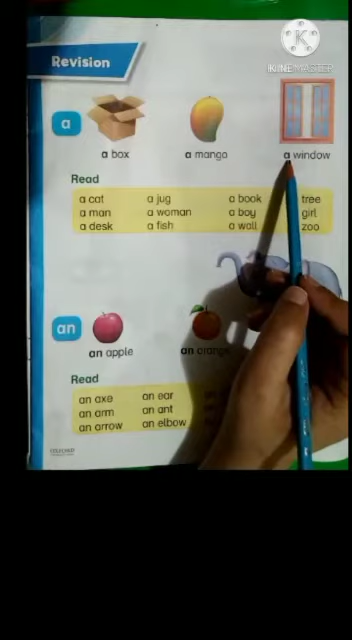 KINEMASTER
Revision
a
a box
a mango
a window
Read
a cat a jug a book tree
a man a woman a boy girl
a desk a fish a wall zoo
an
an apple
an orange
Read
an axe an ear
an arm an ant
an arrow an elbow
OXFORD